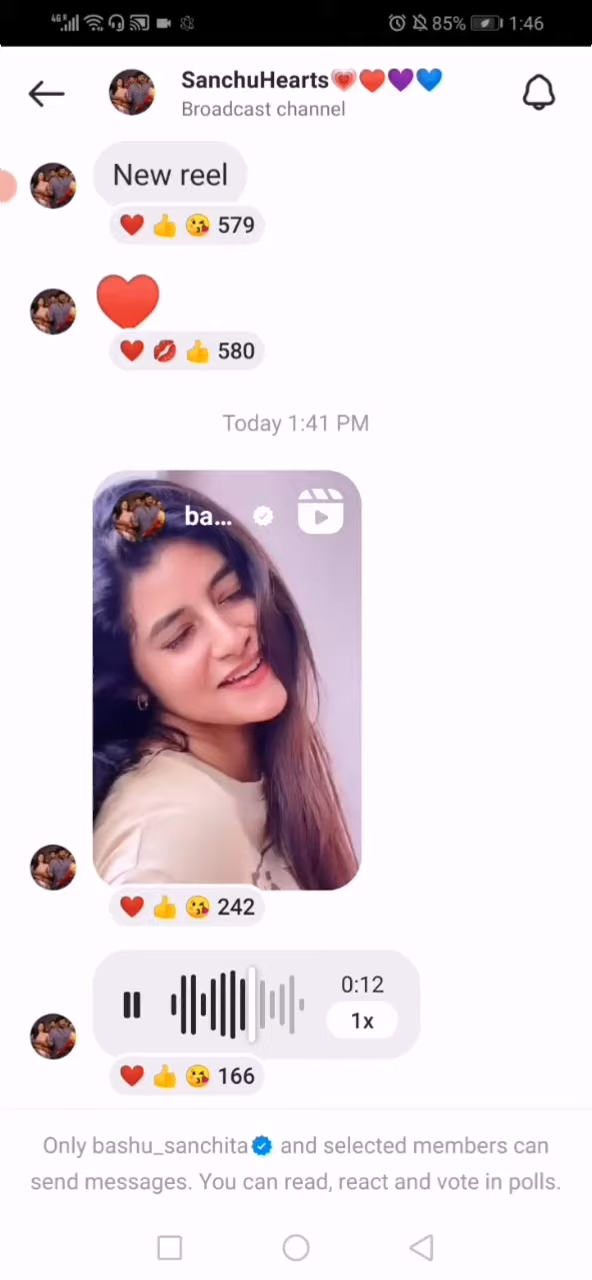 4G 85% 1:46
SanchuHearts💗❤️💜💙
Broadcast channel
New reel
❤️👍😘 579
❤️
❤️💋👍 580
Today 1:41 PM
ba...
❤️👍😘 242
0:12
1x
❤️👍😘 166
Only bashu_sanchita and selected members can
send messages. You can read, react and vote in polls.